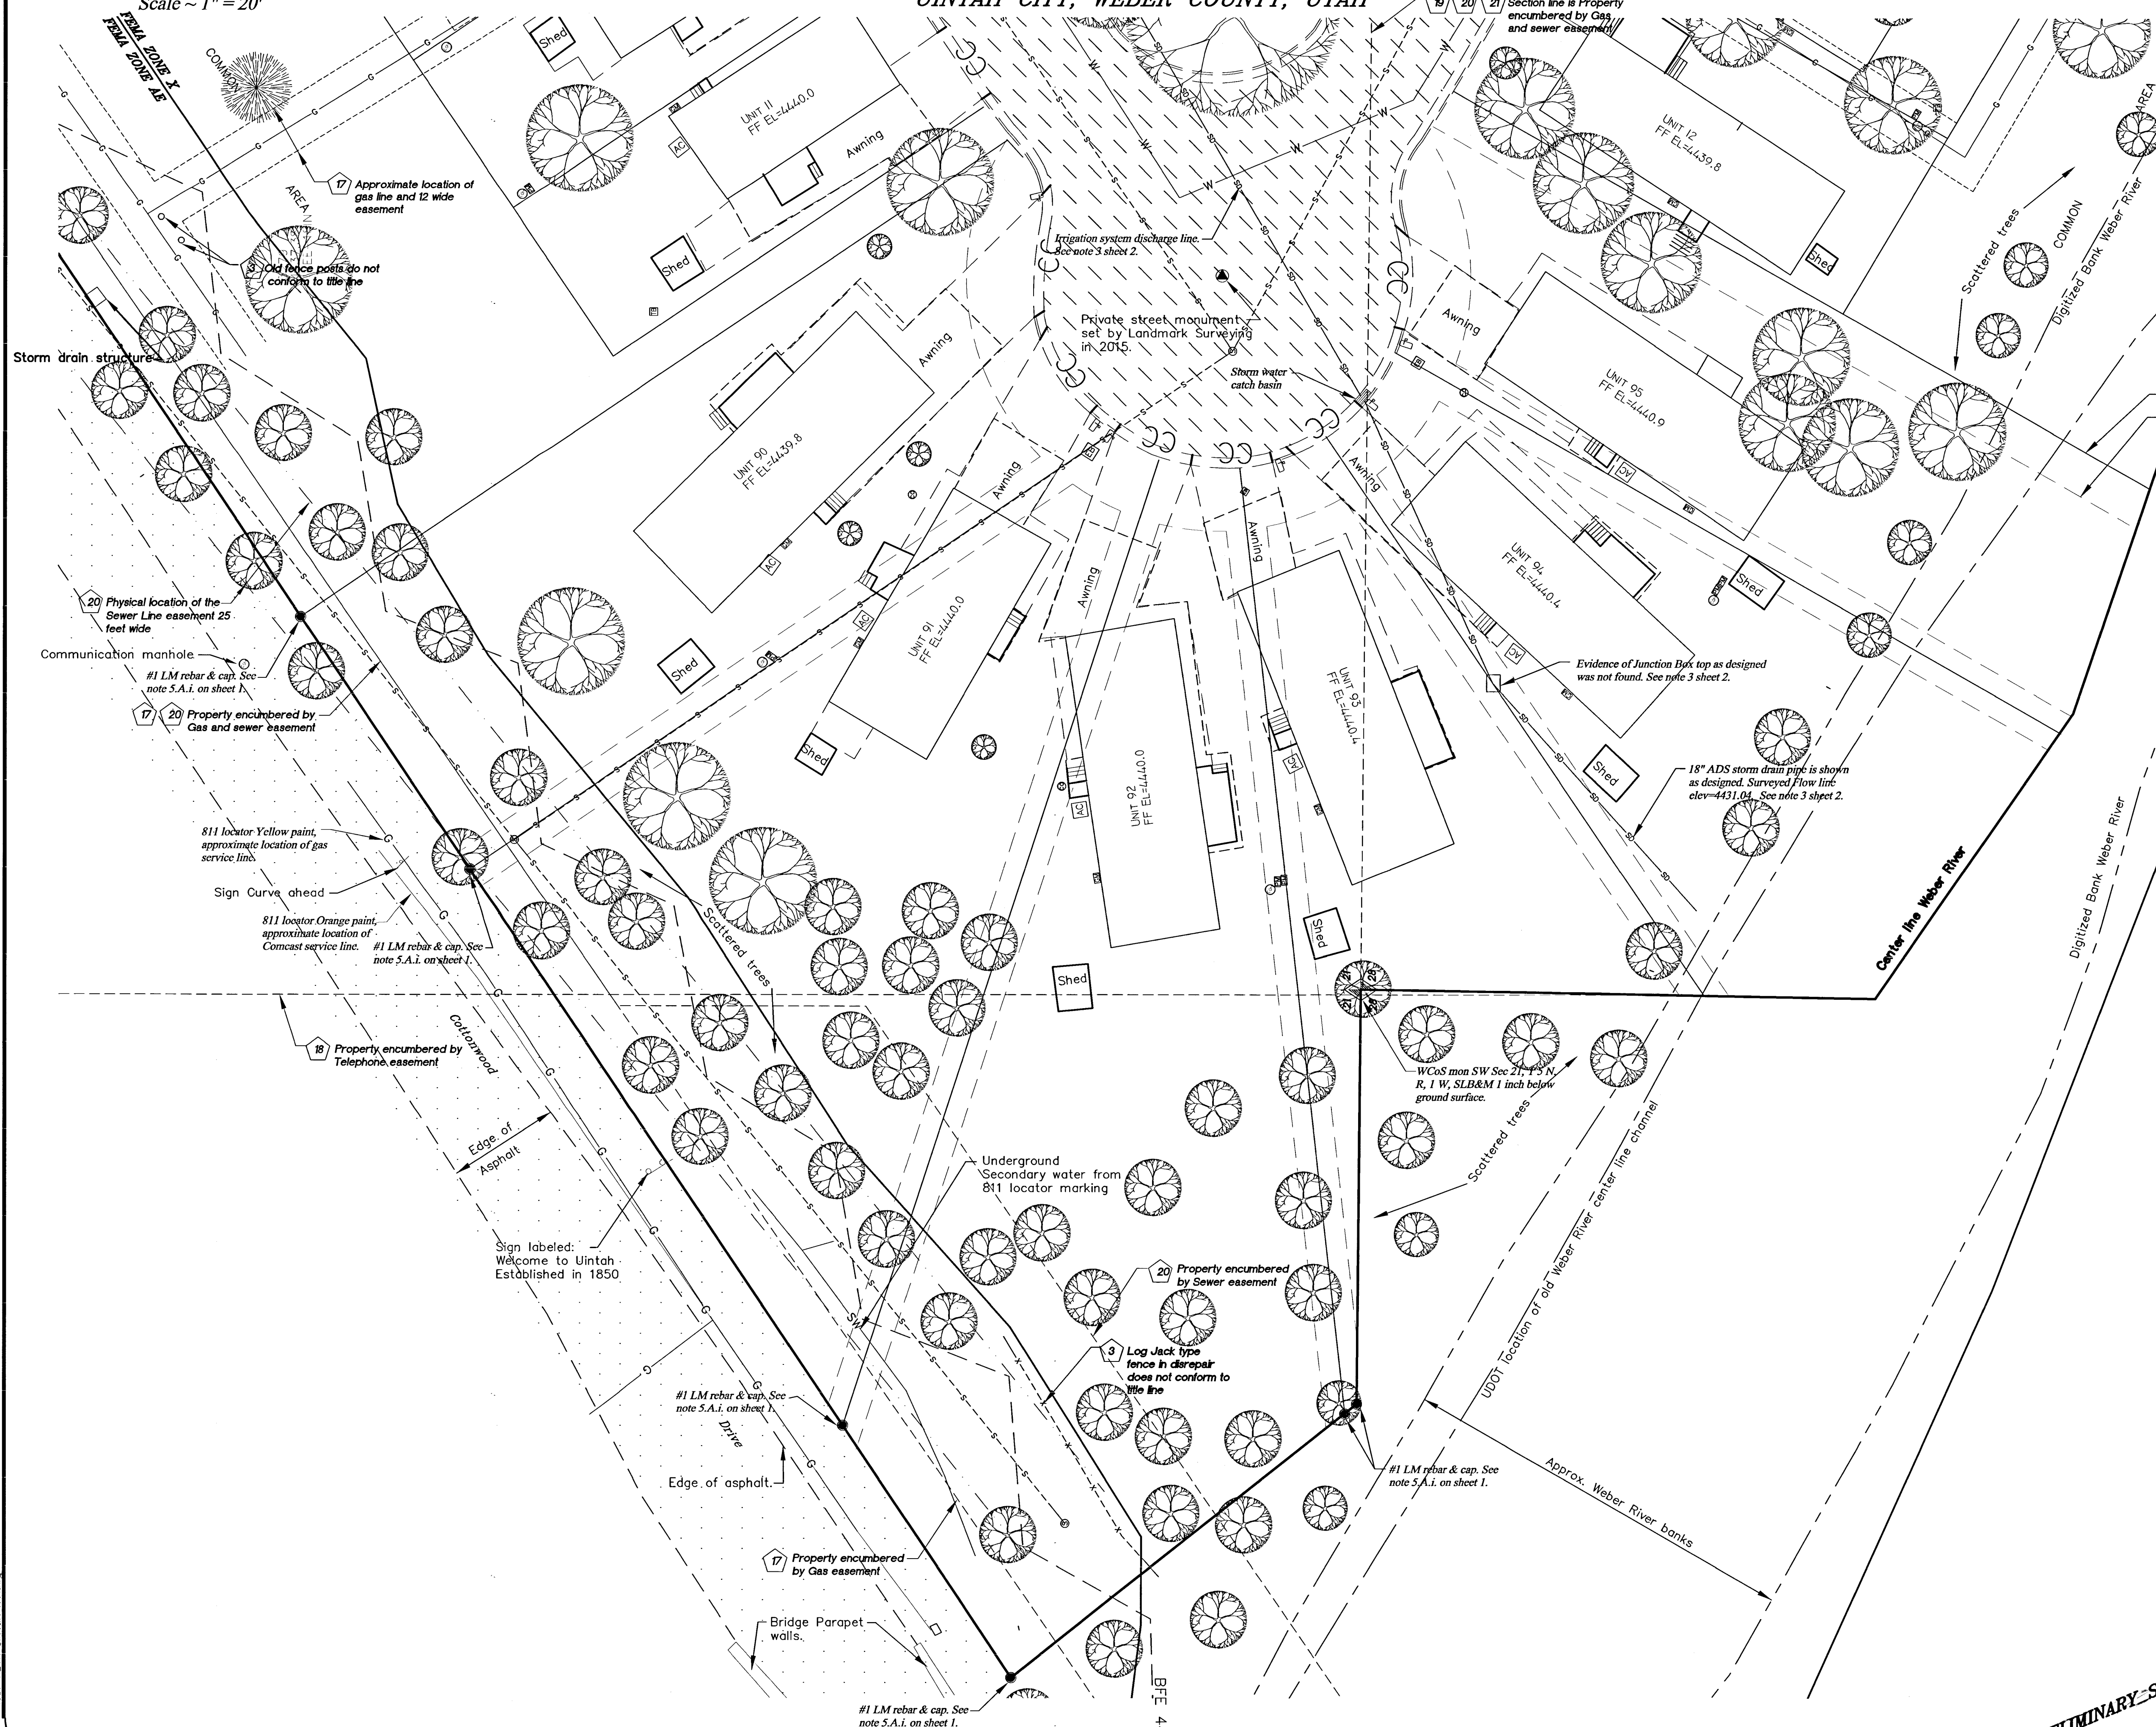 Scale ~ 1" = 20'
UINTAH CITY, WEBER COUNTY, UTAH
19 20 21 Section line is Property
encumbered by Gas
and sewer easement
FEMA ZONE X
FEMA ZONE AE
COMMON
AREA
17 Approximate location of
gas line and 12 wide
easement
Old fence posts do not
conform to title line
Shed
UNIT 11
FF EL=4440.0
AC
Awning
Shed
Irrigation system discharge line.
See note 3 sheet 2.
Private street monument
set by Landmark Surveying
in 2015.
Storm water
catch basin
UNIT 12
FF EL=4439.8
Shed
AREA
COMMON
Scattered trees
Digitized Bank Weber River
Storm drain structure
Awning
UNIT 90
FF EL=4439.8
AC
Awning
UNIT 91
FF EL=4440.0
AC
Shed
Shed
Awning
UNIT 92
FF EL=4440.0
AC
Awning
UNIT 93
FF EL=4440.4
AC
Shed
Shed
Awning
UNIT 94
FF EL=4440.4
AC
Shed
Awning
UNIT 95
FF EL=4440.9
AC
Shed
20 Physical location of the
Sewer Line easement 25
feet wide
Communication manhole
#1 LM rebar & cap. See
note 5.A.i. on sheet 1.
17 20 Property encumbered by
Gas and sewer easement
Evidence of Junction Box top as designed
was not found. See note 3 sheet 2.
18" ADS storm drain pipe is shown
as designed. Surveyed Flow line
elev=4431.04. See note 3 sheet 2.
811 locator Yellow paint,
approximate location of gas
service line.
Sign Curve ahead
811 locator Orange paint,
approximate location of
Comcast service line.
#1 LM rebar & cap. See
note 5.A.i. on sheet 1.
Scattered trees
Center line Weber River
Digitized Bank Weber River
18 Property encumbered by
Telephone easement
Cottonwood
Drive
21
28
21
28
WCoS mon SW Sec 21, T 5 N,
R, 1 W, SLB&M 1 inch below
ground surface.
Edge of
Asphalt
Underground
Secondary water from
811 locator marking
Scattered trees
UDOT location of old Weber River center line channel
Sign labeled:
Welcome to Uintah
Established in 1850
SW
20 Property encumbered
by Sewer easement
3 Log Jack type
fence in disrepair
does not conform to
title line
#1 LM rebar & cap. See
note 5.A.i. on sheet 1.
Edge of asphalt.
#1 LM rebar & cap. See
note 5.A.i. on sheet 1.
Approx. Weber River banks
17 Property encumbered
by Gas easement
Bridge Parapet
walls.
#1 LM rebar & cap. See
note 5.A.i. on sheet 1.
BFE 4